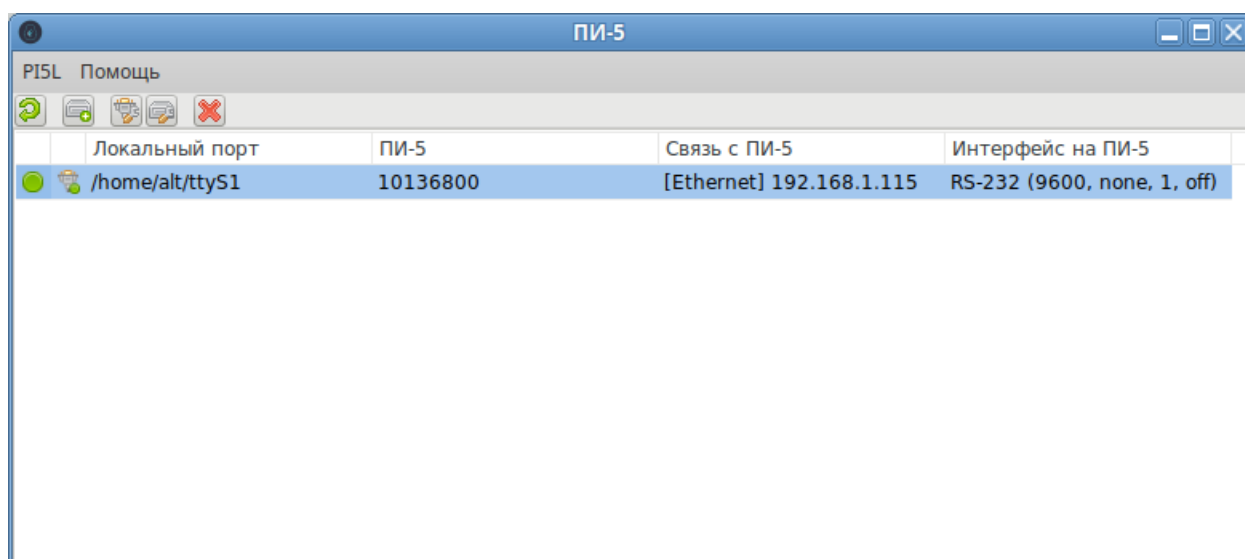 ПИ-5
PI5L Помощь
Локальный порт ПИ-5 Связь с ПИ-5 Интерфейс на ПИ-5
/home/alt/ttyS1 10136800 [Ethernet] 192.168.1.115 RS-232 (9600, none, 1, off)